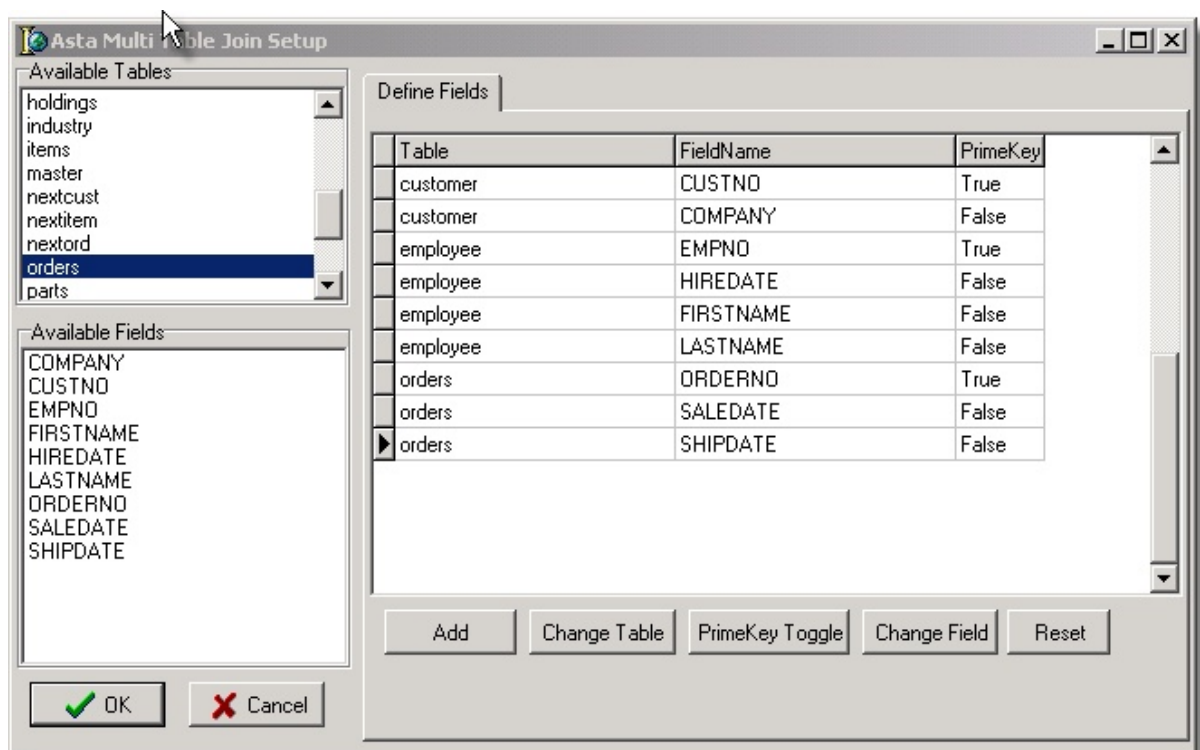 Asta Multi Table Join Setup
Available Tables
holdings
industry
items
master
nextcust
nextitem
nextord
orders
parts
Available Fields
COMPANY
CUSTNO
EMPNO
FIRSTNAME
HIREDATE
LASTNAME
ORDERNO
SALEDATE
SHIPDATE
OK Cancel
Define Fields
Table FieldName PrimeKey
customer CUSTNO True
customer COMPANY False
employee EMPNO True
employee HIREDATE False
employee FIRSTNAME False
employee LASTNAME False
orders ORDERNO True
orders SALEDATE False
orders SHIPDATE False
Add Change Table PrimeKey Toggle Change Field Reset